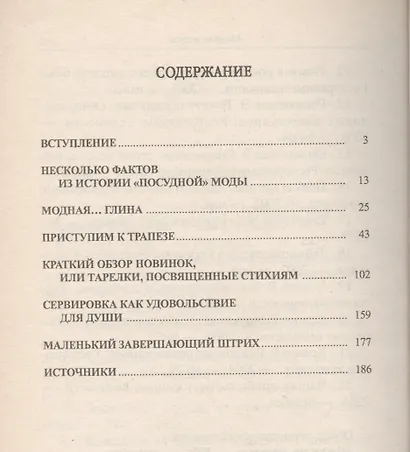 СОДЕРЖАНИЕ
ВСТУПЛЕНИЕ 3
НЕСКОЛЬКО ФАКТОВ
ИЗ ИСТОРИИ «ПОСУДНОЙ» МОДЫ 13
МОДНАЯ... ГЛИНА 25
ПРИСТУПИМ К ТРАПЕЗЕ 43
КРАТКИЙ ОБЗОР НОВИНОК,
ИЛИ ТАРЕЛКИ, ПОСВЯЩЕННЫЕ СТИХИЯМ 102
СЕРВИРОВКА КАК УДОВОЛЬСТВИЕ
ДЛЯ ДУШИ 159
МАЛЕНЬКИЙ ЗАВЕРШАЮЩИЙ ШТРИХ 177
ИСТОЧНИКИ 186